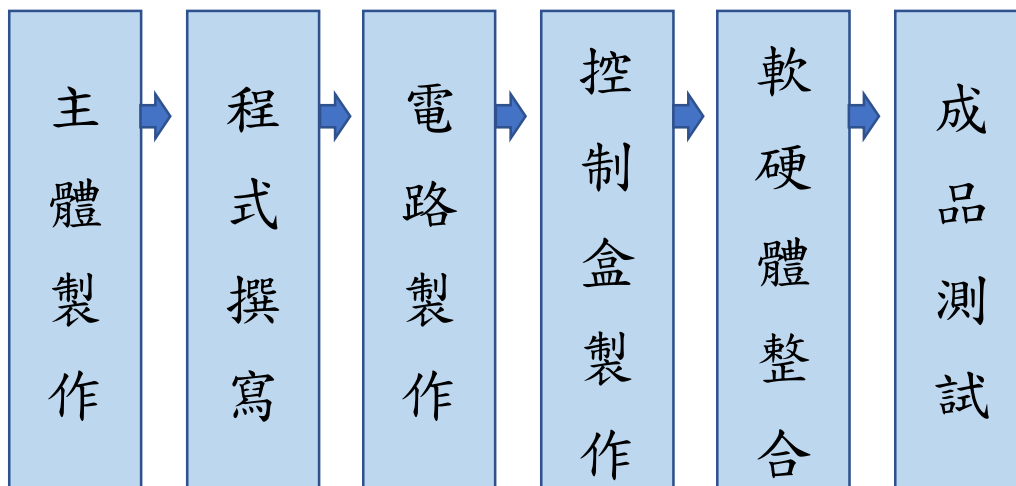 主體製作
程式撰寫
電路製作
控制盒製作
軟硬體整合
成品測試